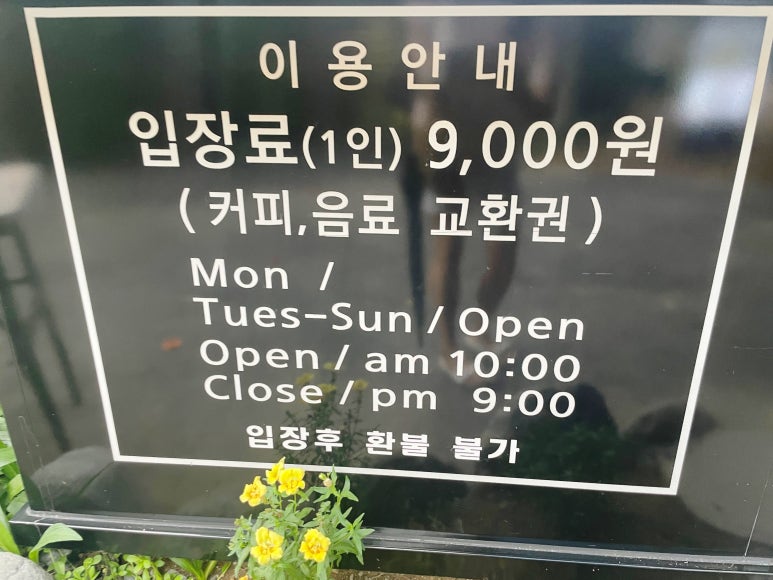 이용안내
입장료(1인) 9,000원
(커피,음료 교환권)
Mon /
Tues-Sun / Open
Open / am 10:00
Close / pm 9:00
입장후 환불 불가